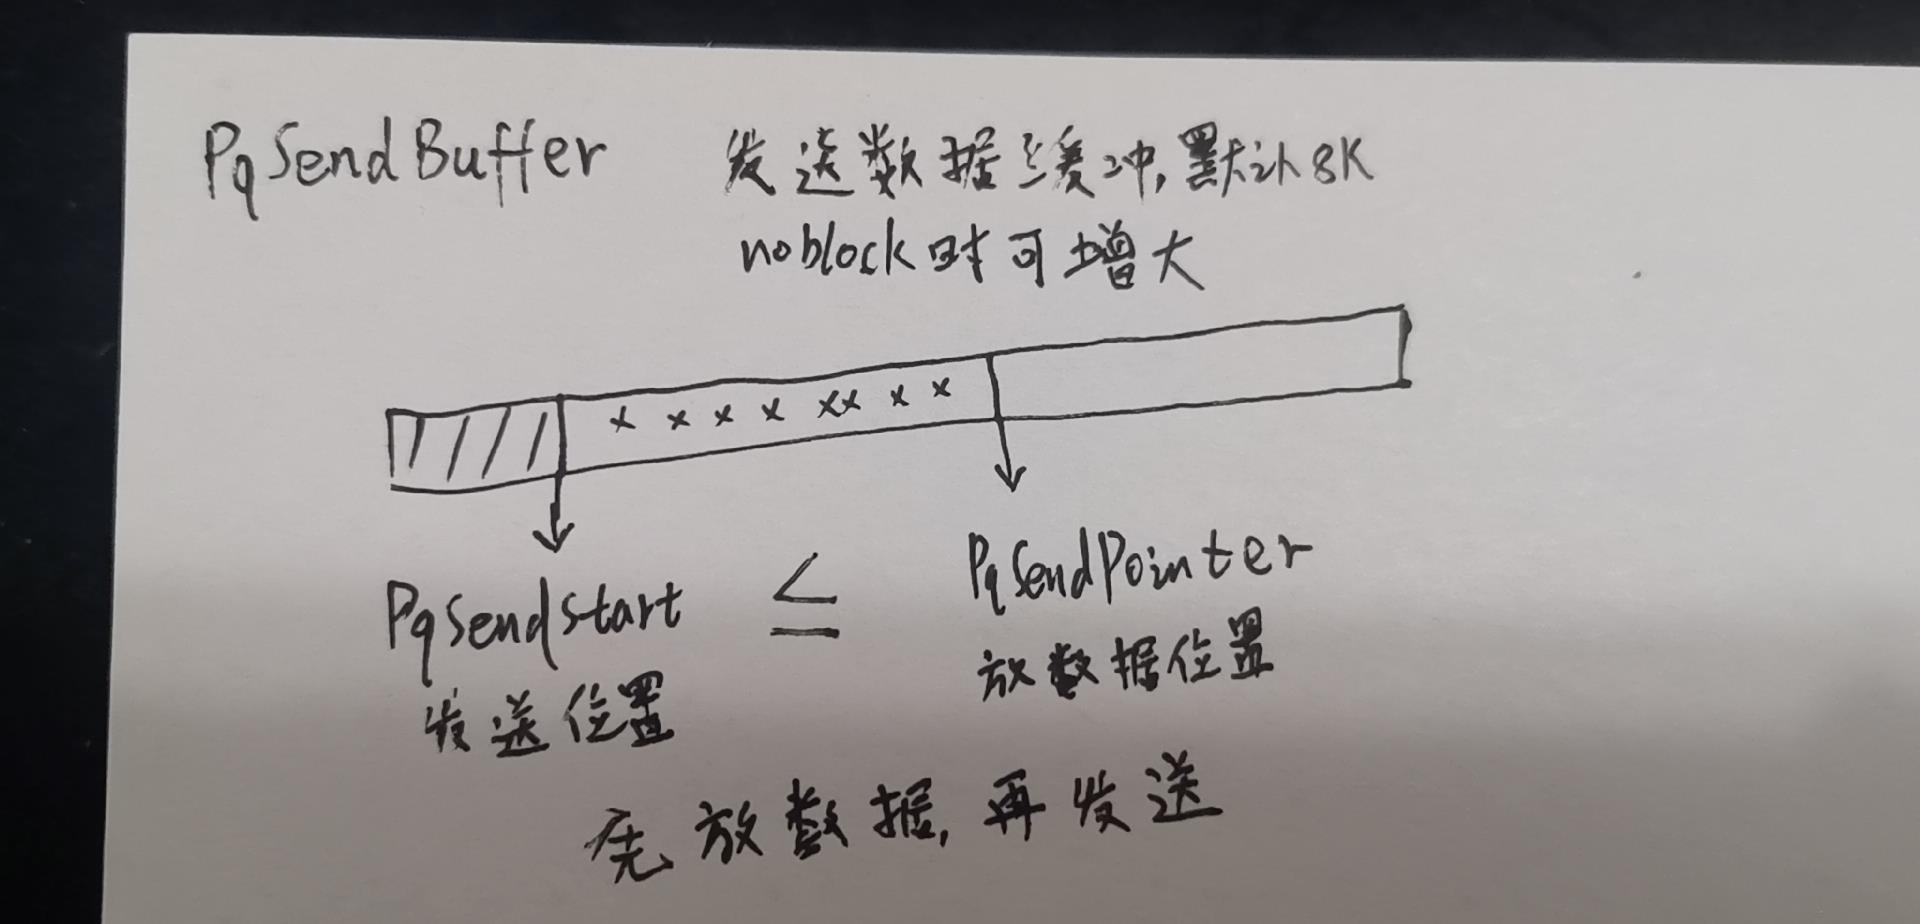 PqSendBuffer 发送数据缓冲,默认8K
noblock时可增大
PqSendstart ≤ PqSendPointer
发送位置 放数据位置
先放数据,再发送